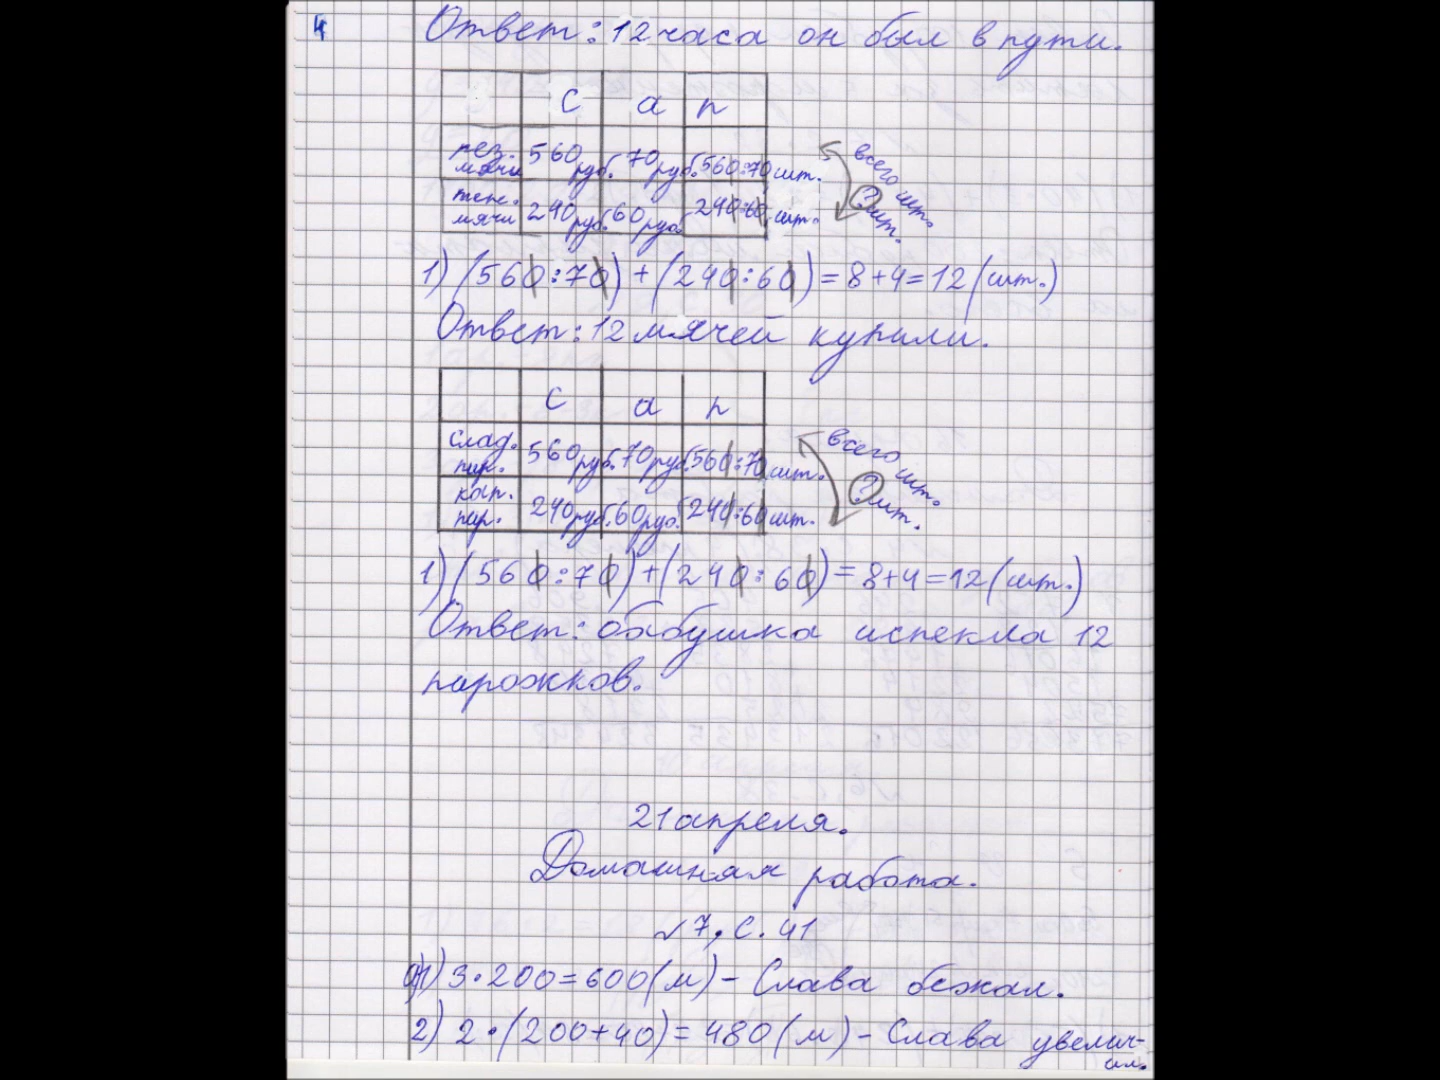 4
Ответ: 12 часа он был в пути.
С а n
рез. мячи 560 руб. 70 руб. 560:70 шт.
тен. мячи 240 руб. 60 руб. 240:60 шт.
всего шт.
? шт.
1) (560:70)+(240:60)=8+4=12(шт.)
Ответ: 12 мячей купили.
С а n
слад. пир. 560 руб. 70 руб. 560:70 шт.
кап. пир. 240 руб. 60 руб. 240:60 шт.
всего шт.
? шт.
1) (560:70)+(240:60)=8+4=12(шт.)
Ответ: бабушка испекла 12
пирожков.
21 апреля.
Домашняя работа.
√7, с. 41
а)1) 3·200=600(м) – Слава бежал.
2) 2·(200+40)=480(м) – Слава увелич-
ил.